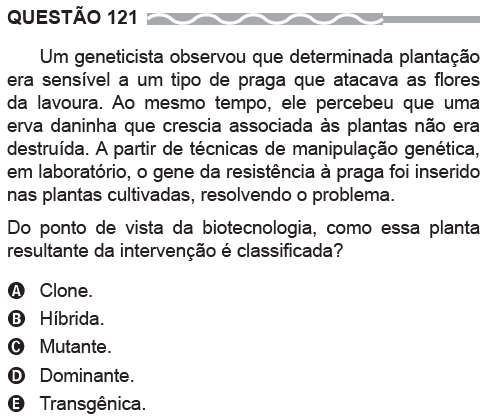 QUESTÃO 121
Um geneticista observou que determinada plantação
era sensível a um tipo de praga que atacava as flores
da lavoura. Ao mesmo tempo, ele percebeu que uma
erva daninha que crescia associada às plantas não era
destruída. A partir de técnicas de manipulação genética,
em laboratório, o gene da resistência à praga foi inserido
nas plantas cultivadas, resolvendo o problema.
Do ponto de vista da biotecnologia, como essa planta
resultante da intervenção é classificada?
A Clone.
B Híbrida.
C Mutante.
D Dominante.
E Transgênica.